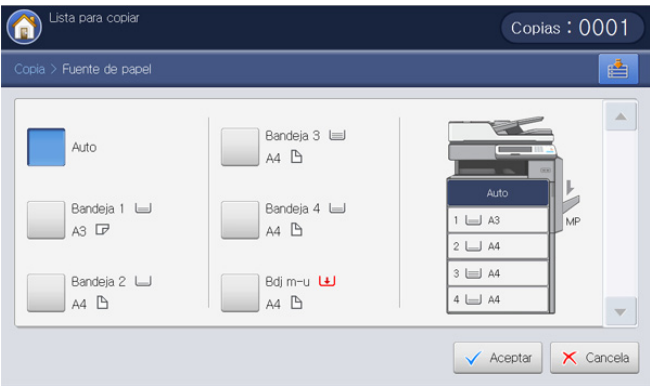 Lista para copiar
Copias : 0001
Copia > Fuente de papel
Auto
Bandeja 1
A3
Bandeja 2
A4
Bandeja 3
A4
Bandeja 4
A4
Bdj m-u
A4
Auto
1 A3
2 A4
3 A4
4 A4
MP
Aceptar
Cancela